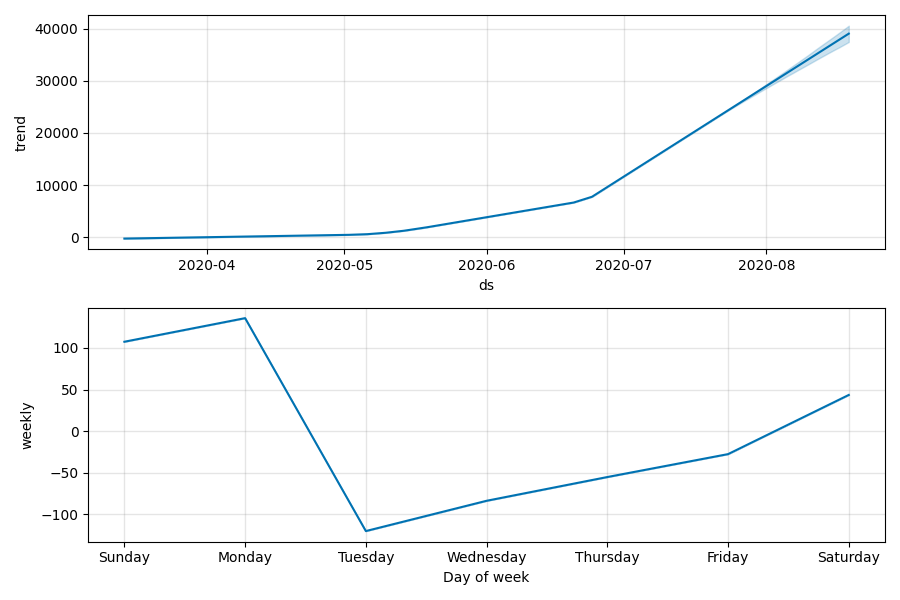 40000
30000
20000
10000
0
trend
2020-04 2020-05 2020-06 2020-07 2020-08
ds
100
50
0
−50
−100
weekly
Sunday Monday Tuesday Wednesday Thursday Friday Saturday
Day of week